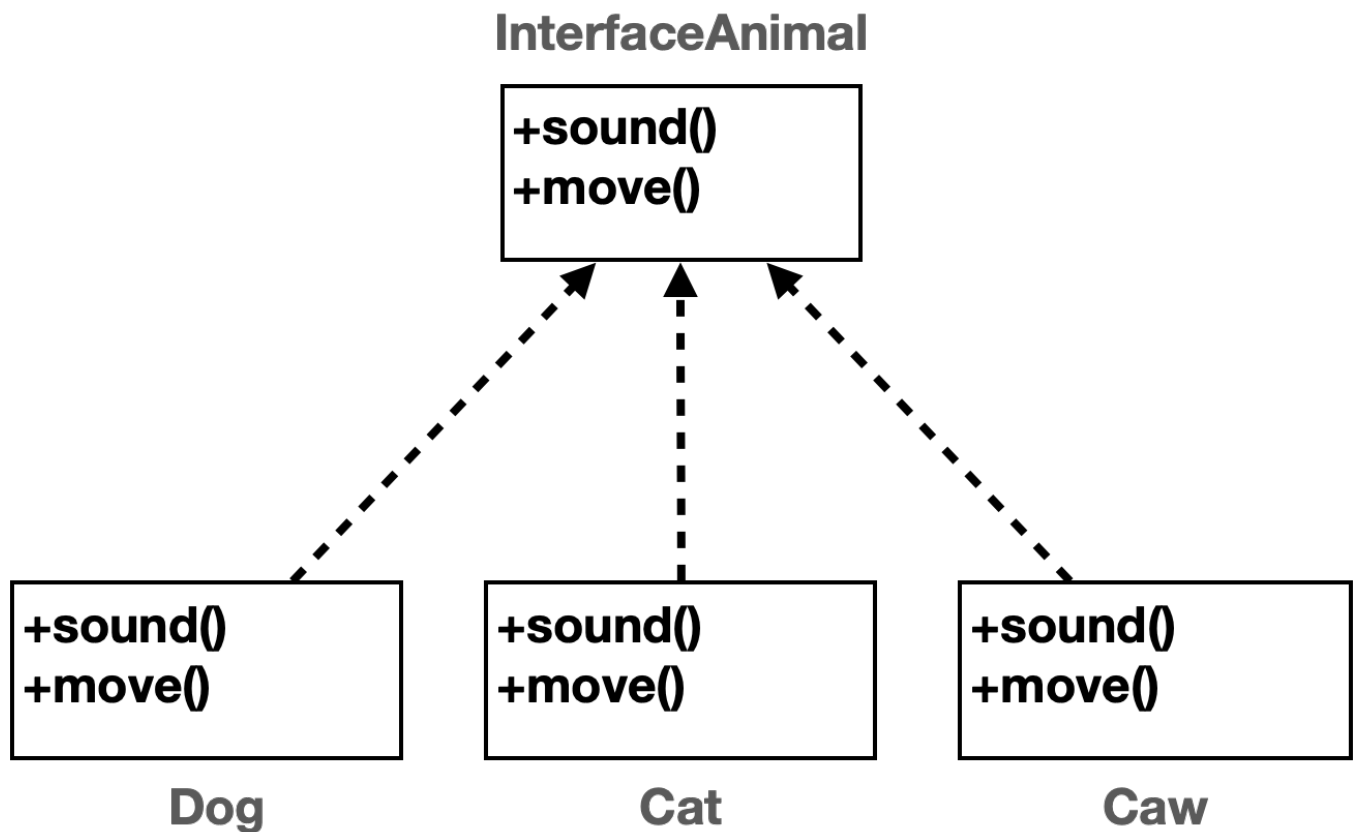 InterfaceAnimal
+sound()
+move()
+sound()
+move()
Dog
+sound()
+move()
Cat
+sound()
+move()
Caw